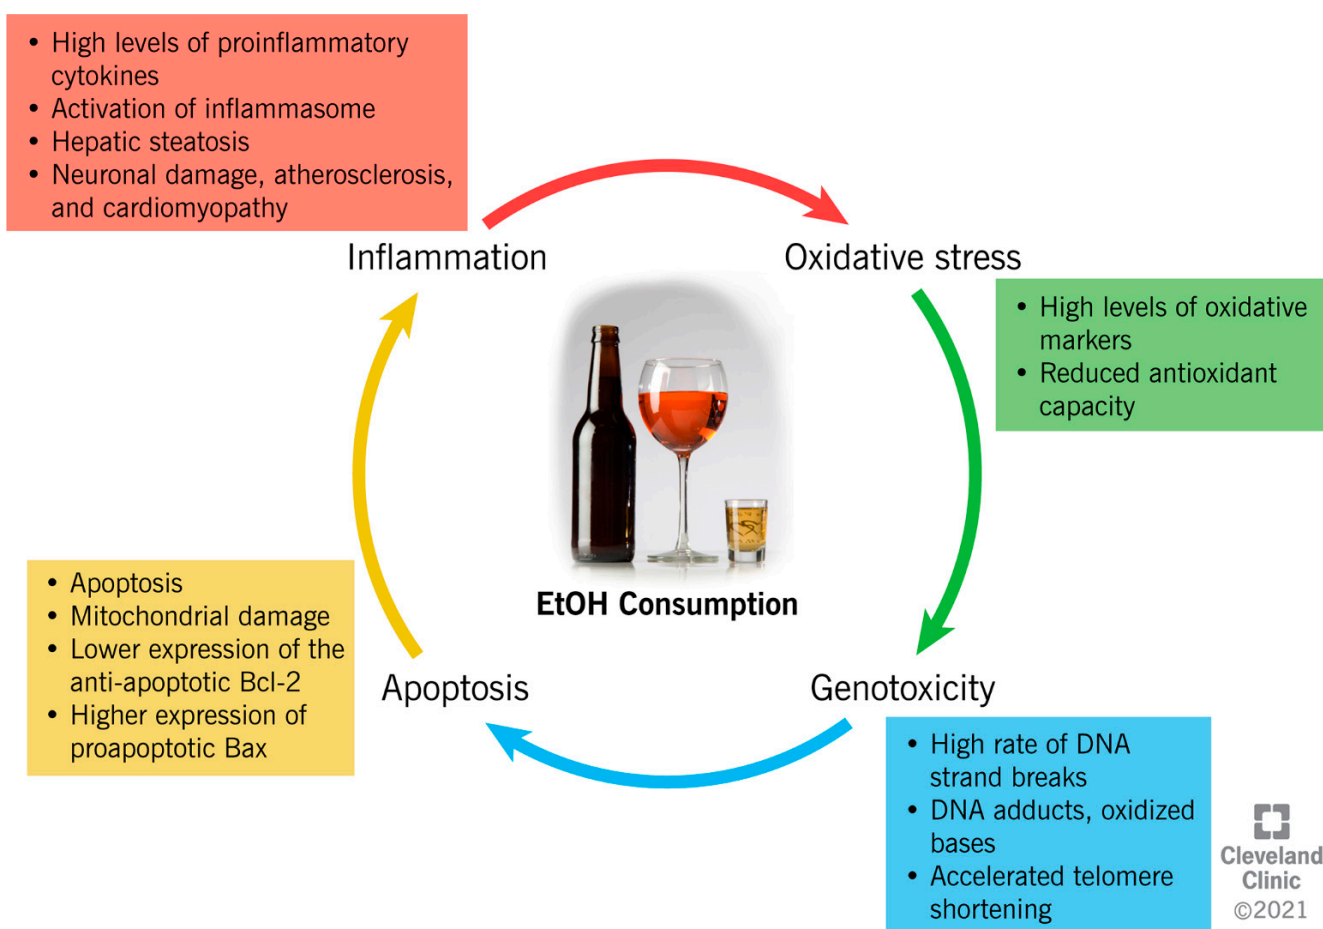 • High levels of proinflammatory
cytokines
• Activation of inflammasome
• Hepatic steatosis
• Neuronal damage, atherosclerosis,
and cardiomyopathy
Inflammation
Oxidative stress
• High levels of oxidative
markers
• Reduced antioxidant
capacity
EtOH Consumption
• Apoptosis
• Mitochondrial damage
• Lower expression of the
anti-apoptotic Bcl-2
• Higher expression of
proapoptotic Bax
Apoptosis
Genotoxicity
• High rate of DNA
strand breaks
• DNA adducts, oxidized
bases
• Accelerated telomere
shortening
Cleveland
Clinic
©2021